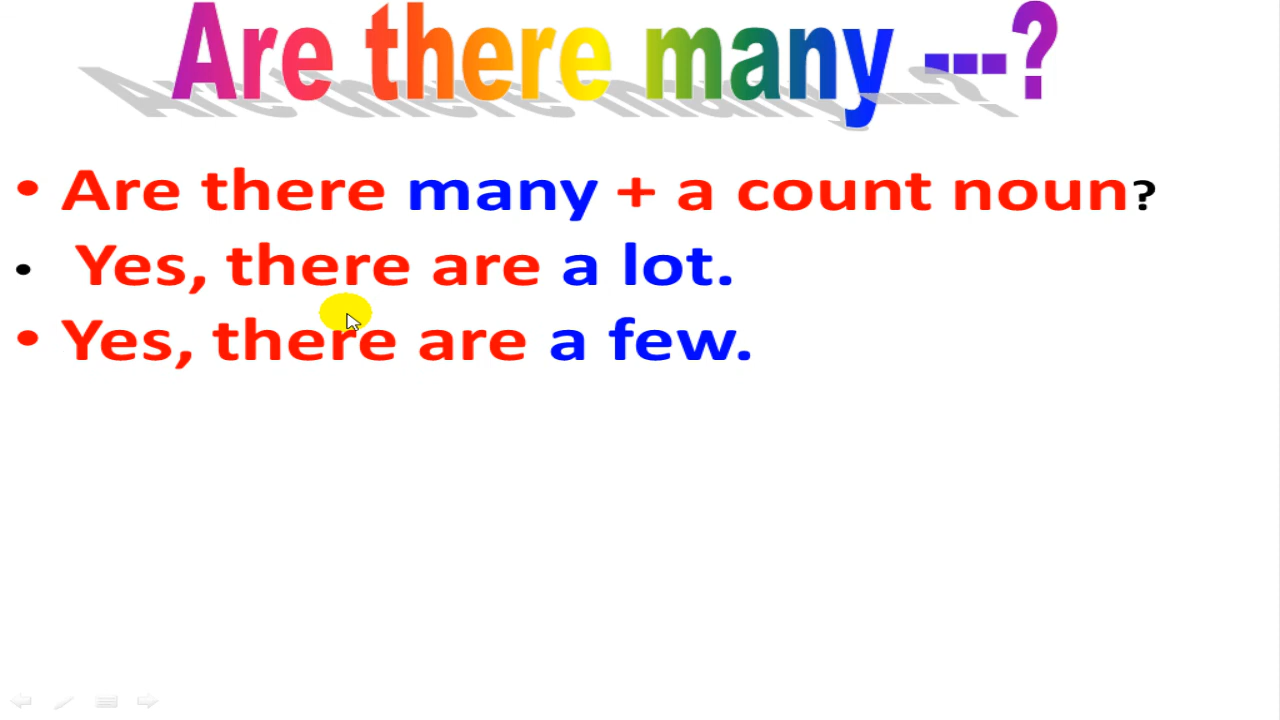 Are there many ---?
• Are there many + a count noun?
• Yes, there are a lot.
• Yes, there are a few.